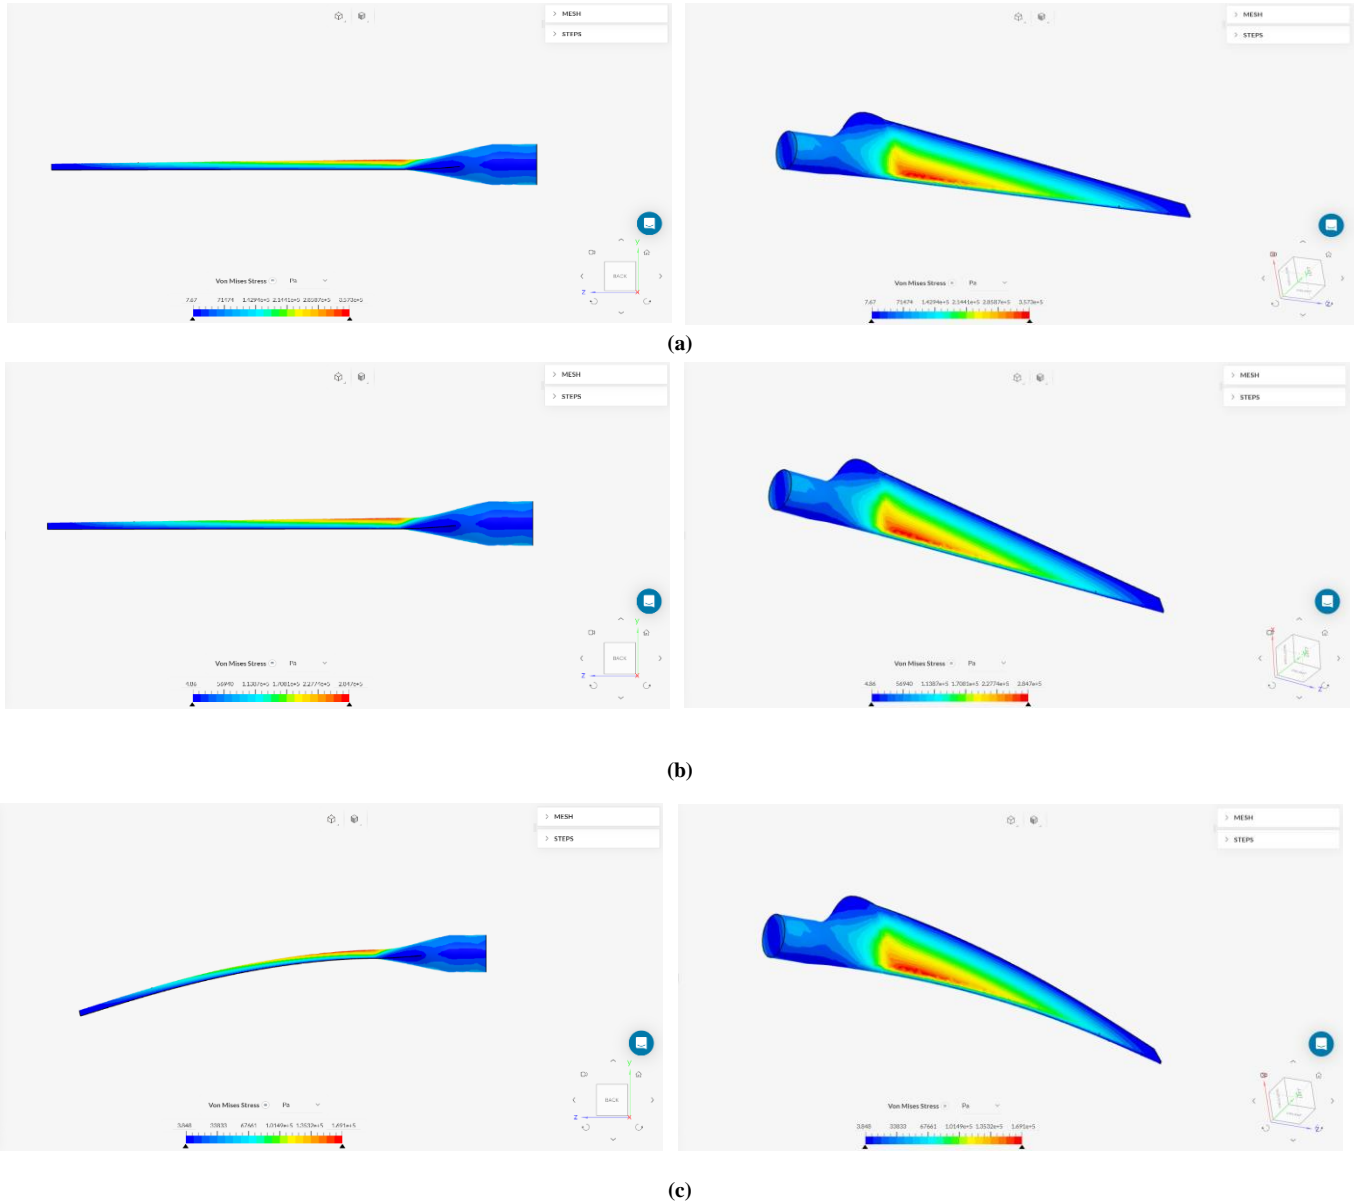 MESH
STEPS
Y
BACK
Z
X
Von Mises Stress Pa
7.67 71474 1.4294e+5 2.1441e+5 2.8587e+5 3.573e+5
MESH
STEPS
Von Mises Stress Pa
7.67 71474 1.4294e+5 2.1441e+5 2.8587e+5 3.573e+5
Z
(a)
MESH
STEPS
Y
BACK
Z
X
Von Mises Stress Pa
4.86 56940 1.1387e+5 1.7081e+5 2.2774e+5 2.847e+5
MESH
STEPS
X
Z
Von Mises Stress Pa
4.86 56940 1.1387e+5 1.7081e+5 2.2774e+5 2.847e+5
(b)
MESH
STEPS
Y
BACK
Z
X
Von Mises Stress Pa
3.848 33833 67661 1.0149e+5 1.3532e+5 1.691e+5
MESH
STEPS
Z
Von Mises Stress Pa
3.848 33833 67661 1.0149e+5 1.3532e+5 1.691e+5
(c)